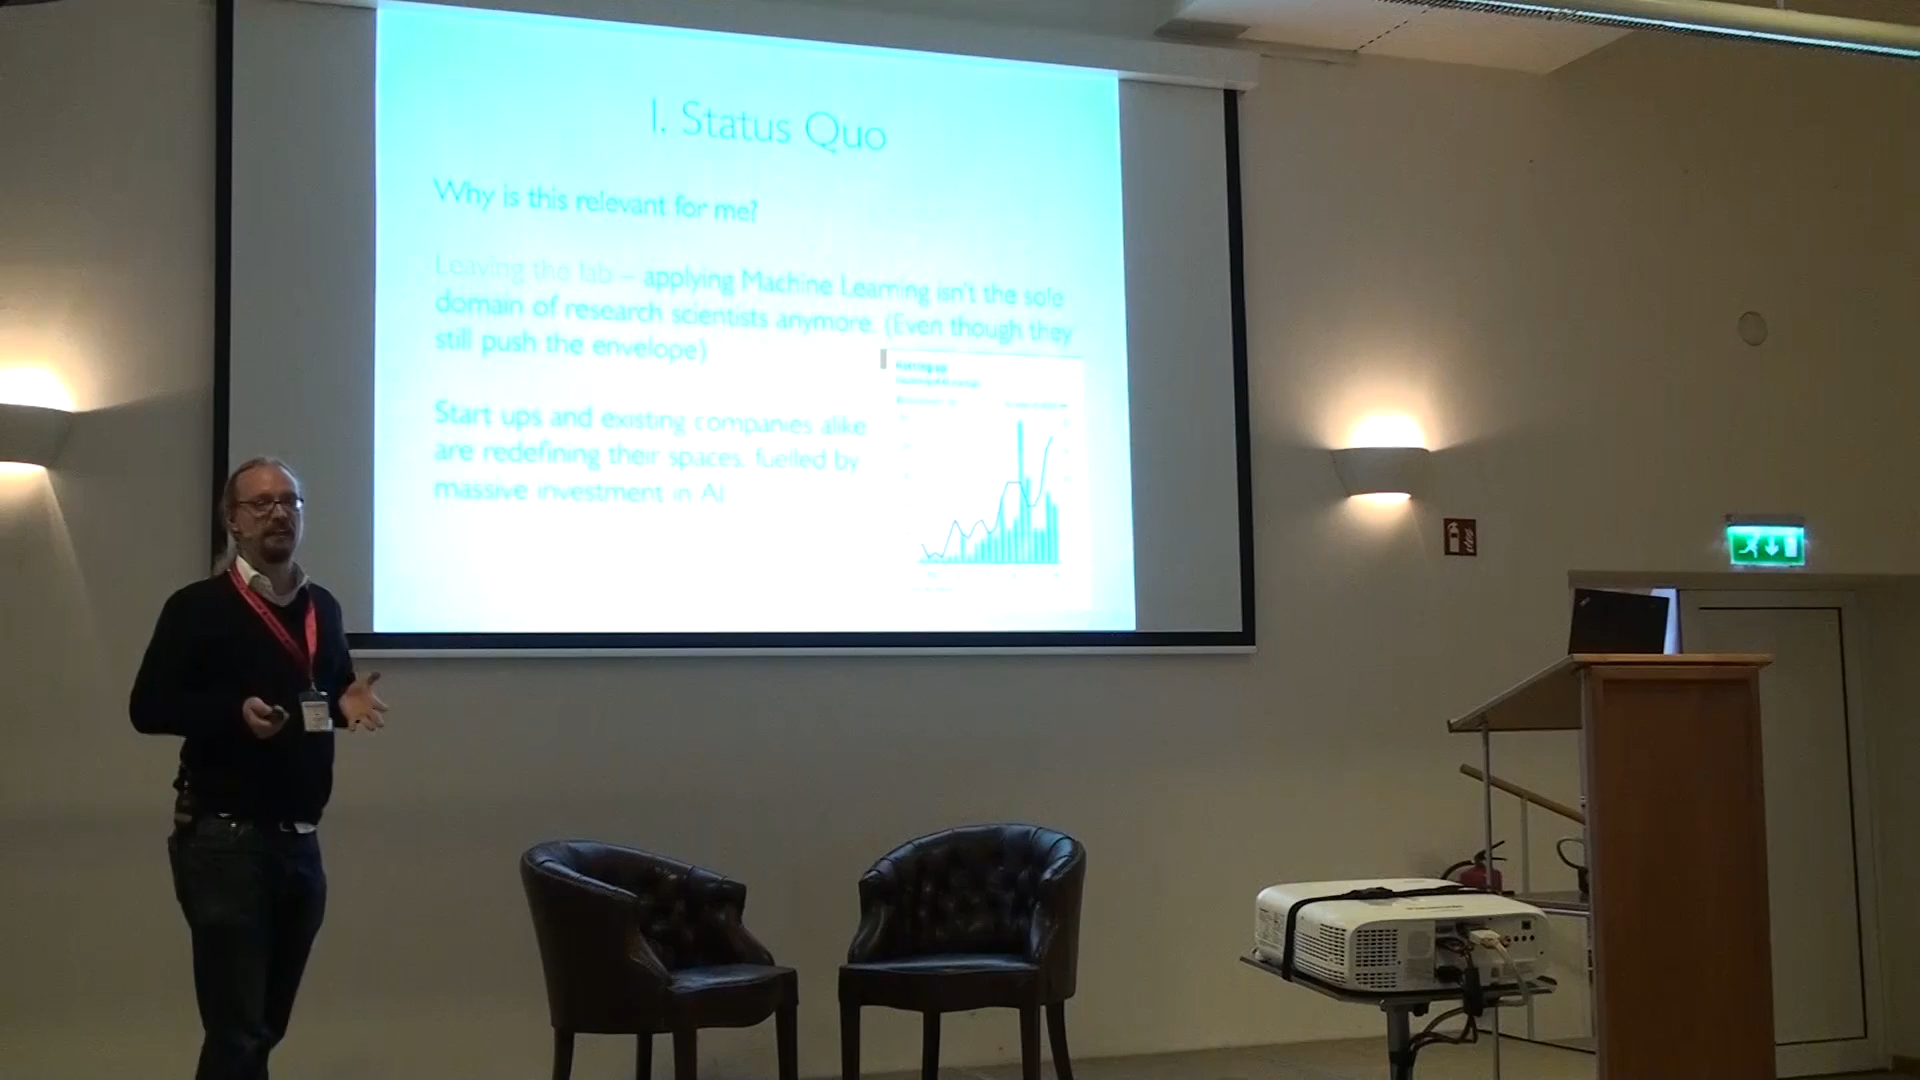 1. Status Quo
Why is this relevant for me?
Leaving the lab – applying Machine Learning isn't the sole
domain of research scientists anymore. (Even though they
still push the envelope)
Start ups and existing companies alike
are redefining their spaces, fuelled by
massive investment in AI